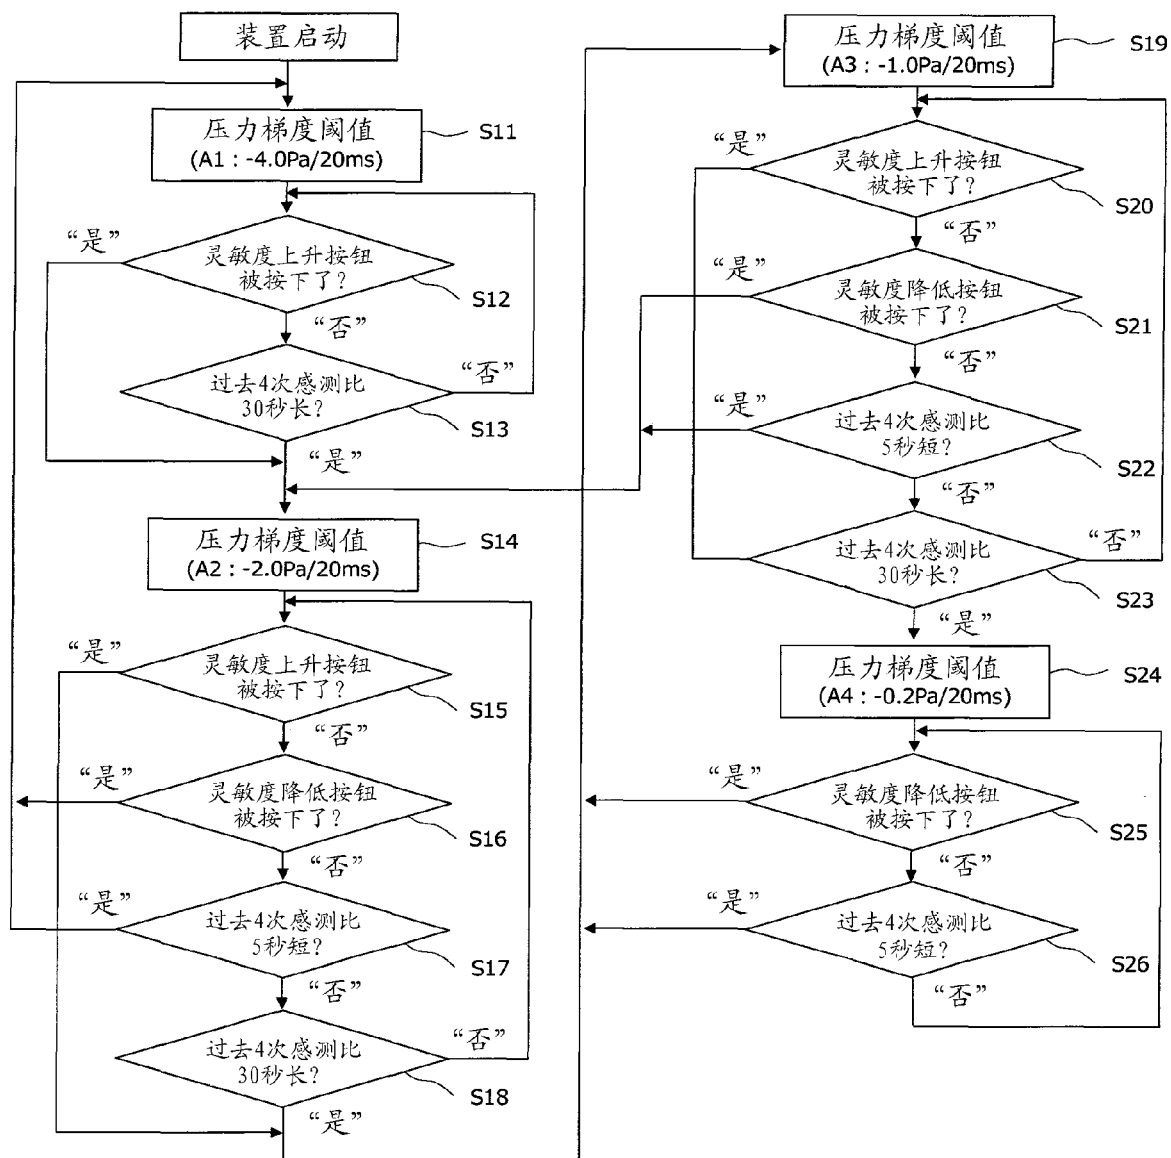 装置启动
压力梯度阈值
(A1：-4.0Pa/20ms)
S11
“是”
灵敏度上升按钮
被按下了？
S12
“否”
过去4次感测比
30秒长？
“否”
S13
“是”
压力梯度阈值
(A2：-2.0Pa/20ms)
S14
“是”
灵敏度上升按钮
被按下了？
S15
“否”
“是”
灵敏度降低按钮
被按下了？
S16
“否”
“是”
过去4次感测比
5秒短？
S17
“否”
过去4次感测比
30秒长？
“否”
S18
“是”
压力梯度阈值
(A3：-1.0Pa/20ms)
S19
“是”
灵敏度上升按钮
被按下了？
S20
“否”
“是”
灵敏度降低按钮
被按下了？
S21
“否”
“是”
过去4次感测比
5秒短？
S22
“否”
过去4次感测比
30秒长？
“否”
S23
“是”
压力梯度阈值
(A4：-0.2Pa/20ms)
S24
“是”
灵敏度降低按钮
被按下了？
S25
“否”
“是”
过去4次感测比
5秒短？
S26
“否”